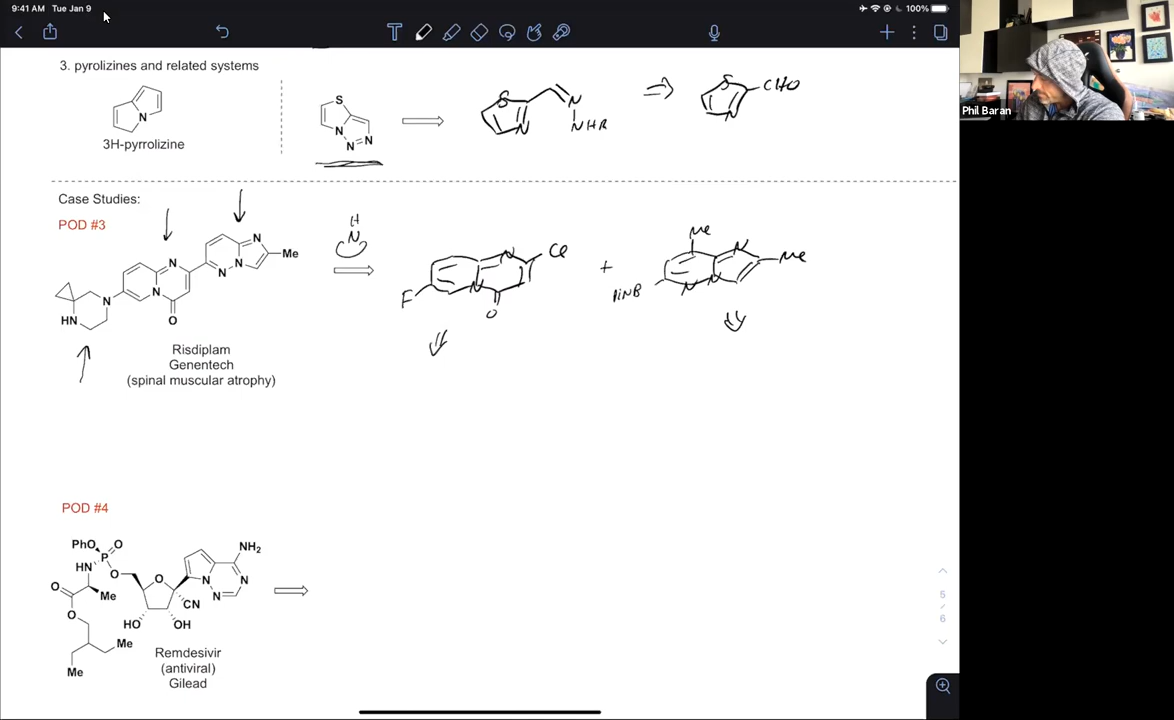 9:41 AM Tue Jan 9
100%
Phil Baran
3. pyrolizines and related systems
N
3H-pyrrolizine
S
N
N
N
S
N
N
NHR
S
N
CHO
Case Studies:
POD #3
N
N
Me
N
N
N
N
HN
O
Risdiplam
Genentech
(spinal muscular atrophy)
H
N
N
Cl
F
N
O
+
Me
N
Me
PinB
N
N
POD #4
PhO
O
P
HN
O
O
Me
O
O
HO
OH
CN
NH2
N
N
N
Me
Me
Remdesivir
(antiviral)
Gilead
5
/
6